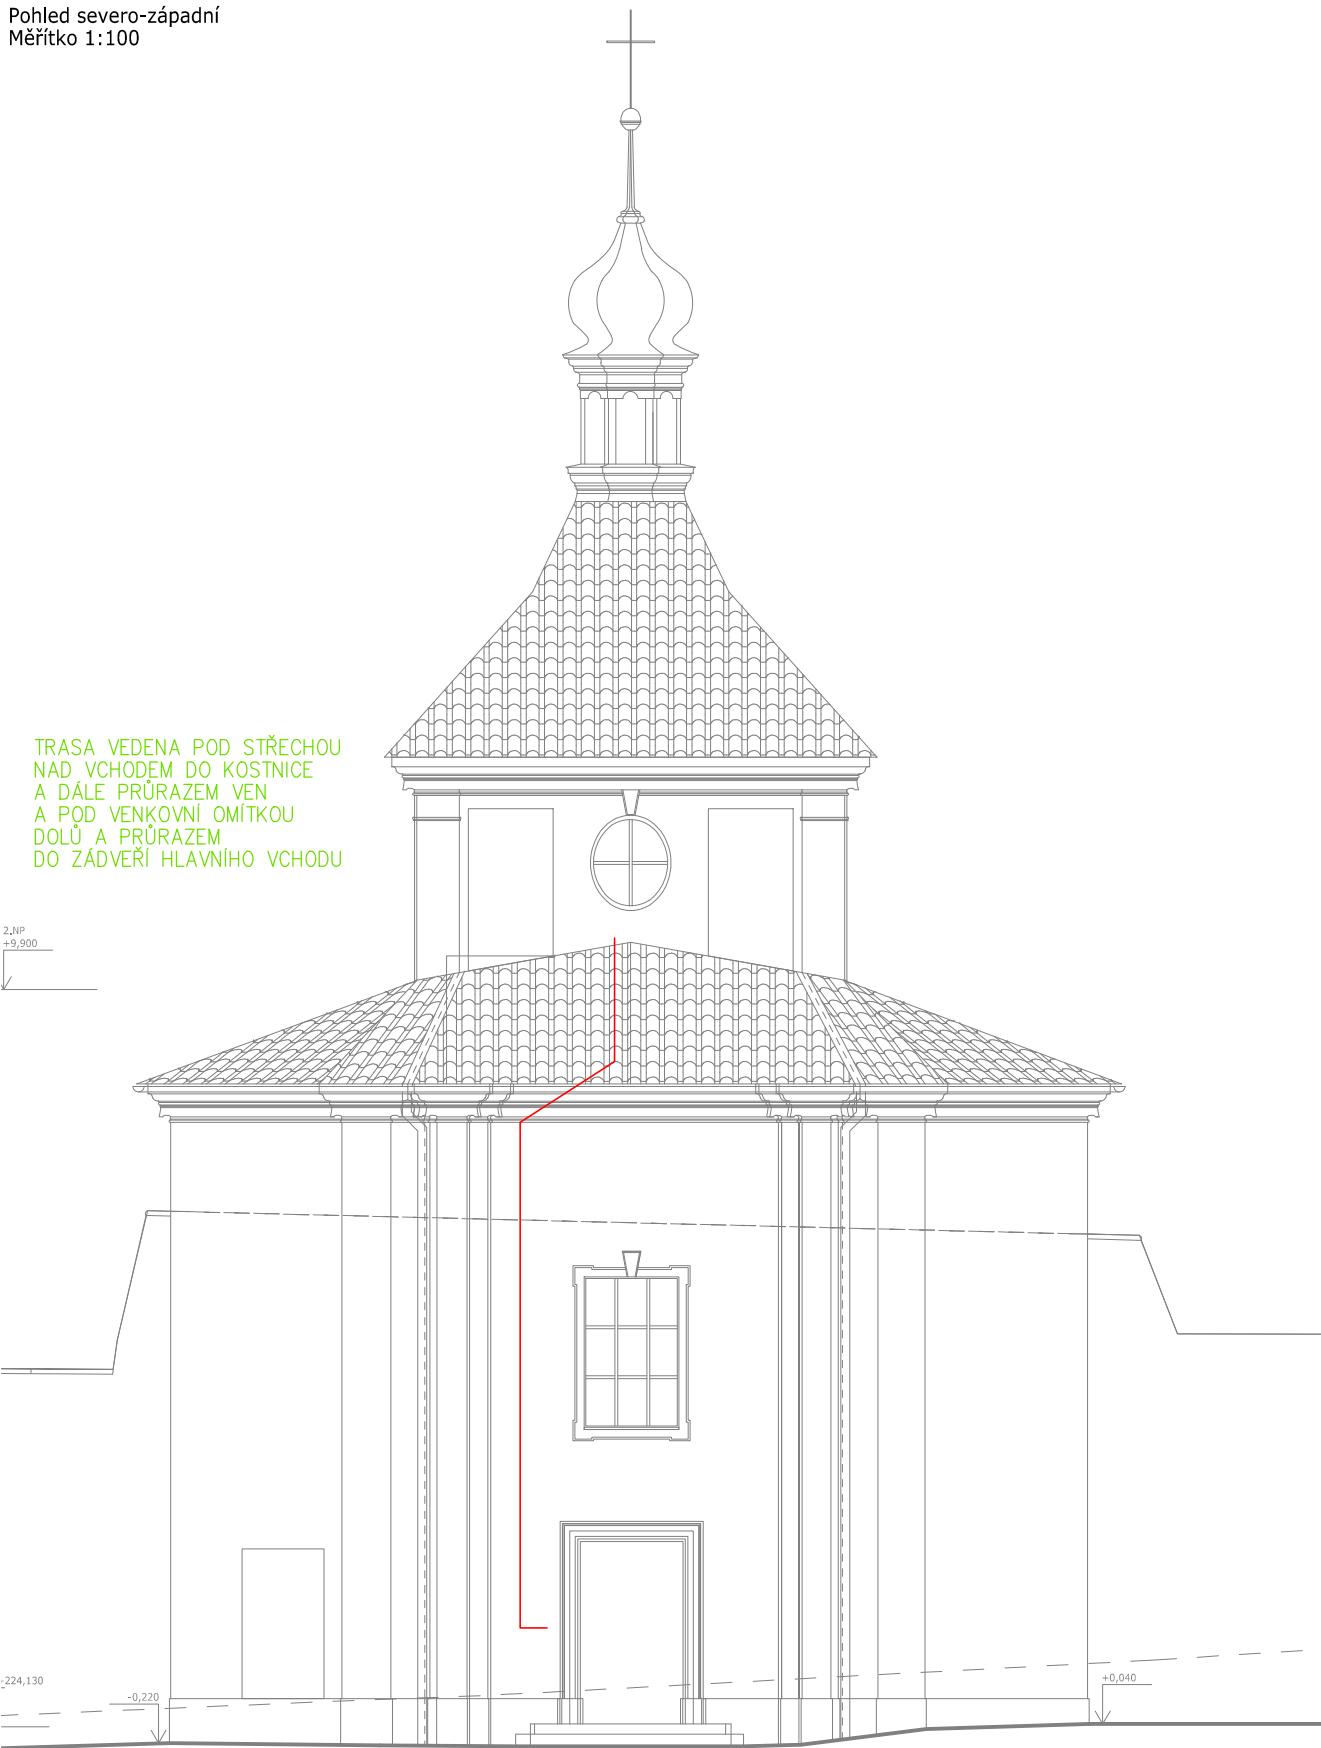 Pohled severo-západní
Měřítko 1:100
TRASA VEDENA POD STŘECHOU
NAD VCHODEM DO KOSTNICE
A DÁLE PRŮRAZEM VEN
A POD VENKOVNÍ OMÍTKOU
DOLŮ A PRŮRAZEM
DO ZÁDVEŘÍ HLAVNÍHO VCHODU
2.NP
+9,900
-224,130
-0,220
+0,040